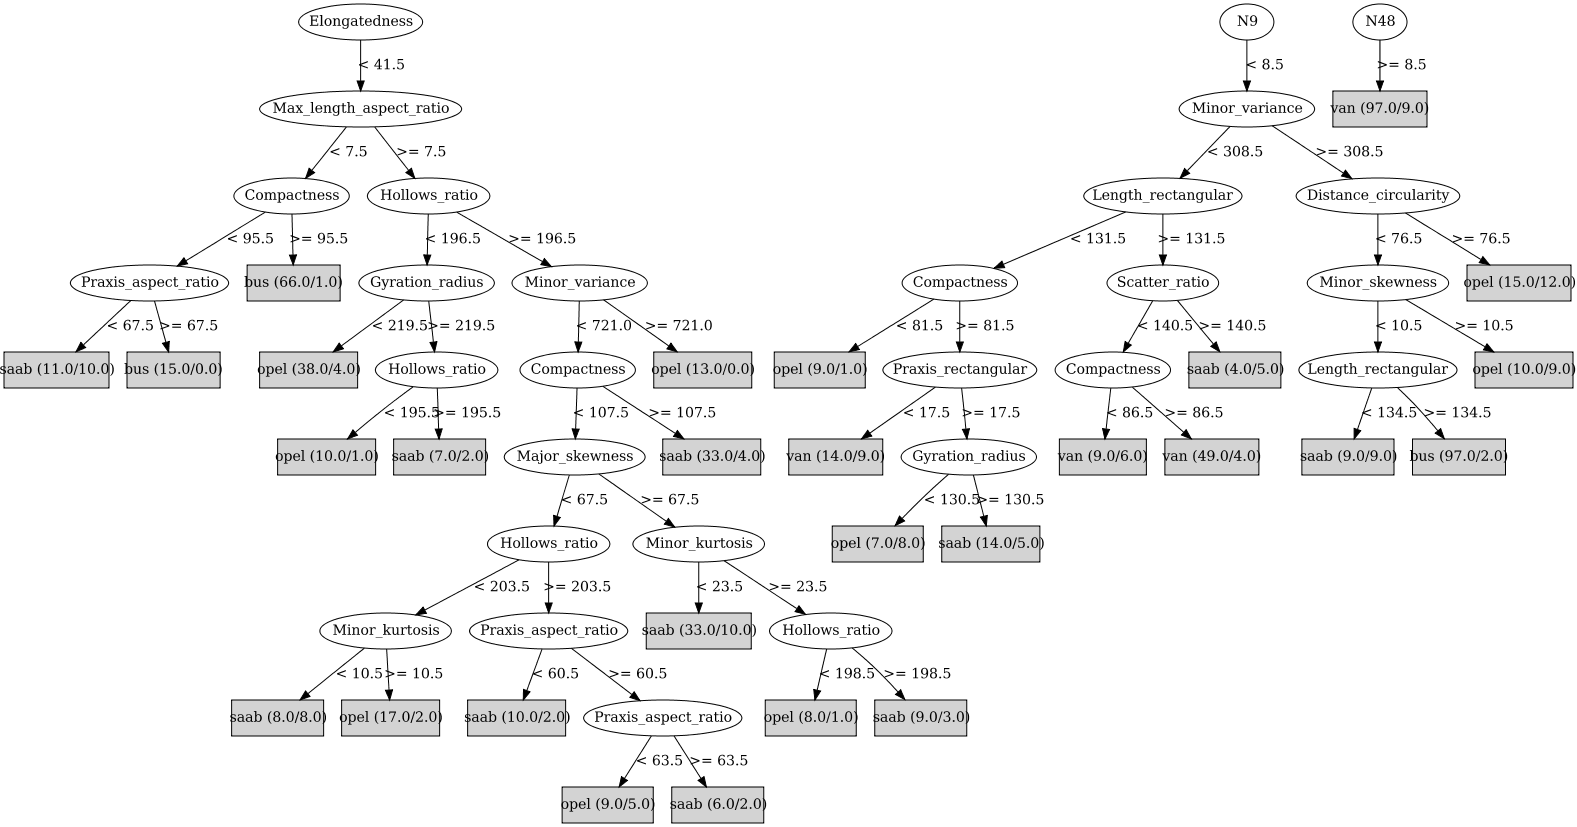 Elongatedness N9 N48
< 41.5 < 8.5 >= 8.5
Max_length_aspect_ratio Minor_variance van (97.0/9.0)
< 7.5 >= 7.5 < 308.5 >= 308.5
Compactness Hollows_ratio Length_rectangular Distance_circularity
< 95.5 >= 95.5 < 196.5 >= 196.5 < 131.5 >= 131.5 < 76.5 >= 76.5
Praxis_aspect_ratio bus (66.0/1.0) Gyration_radius Minor_variance Compactness Scatter_ratio Minor_skewness opel (15.0/12.0)
< 67.5 >= 67.5 < 219.5 >= 219.5 < 721.0 >= 721.0 < 81.5 >= 81.5 < 140.5 >= 140.5 < 10.5 >= 10.5
saab (11.0/10.0) bus (15.0/0.0) opel (38.0/4.0) Hollows_ratio Compactness opel (13.0/0.0) opel (9.0/1.0) Praxis_rectangular Compactness saab (4.0/5.0) Length_rectangular opel (10.0/9.0)
< 195.5 >= 195.5 < 107.5 >= 107.5 < 17.5 >= 17.5 < 86.5 >= 86.5 < 134.5 >= 134.5
opel (10.0/1.0) saab (7.0/2.0) Major_skewness saab (33.0/4.0) van (14.0/9.0) Gyration_radius van (9.0/6.0) van (49.0/4.0) saab (9.0/9.0) bus (97.0/2.0)
< 67.5 >= 67.5 < 130.5 >= 130.5
Hollows_ratio Minor_kurtosis opel (7.0/8.0) saab (14.0/5.0)
< 203.5 >= 203.5 < 23.5 >= 23.5
Minor_kurtosis Praxis_aspect_ratio saab (33.0/10.0) Hollows_ratio
< 10.5 >= 10.5 < 60.5 >= 60.5 < 198.5 >= 198.5
saab (8.0/8.0) opel (17.0/2.0) saab (10.0/2.0) Praxis_aspect_ratio opel (8.0/1.0) saab (9.0/3.0)
< 63.5 >= 63.5
opel (9.0/5.0) saab (6.0/2.0)